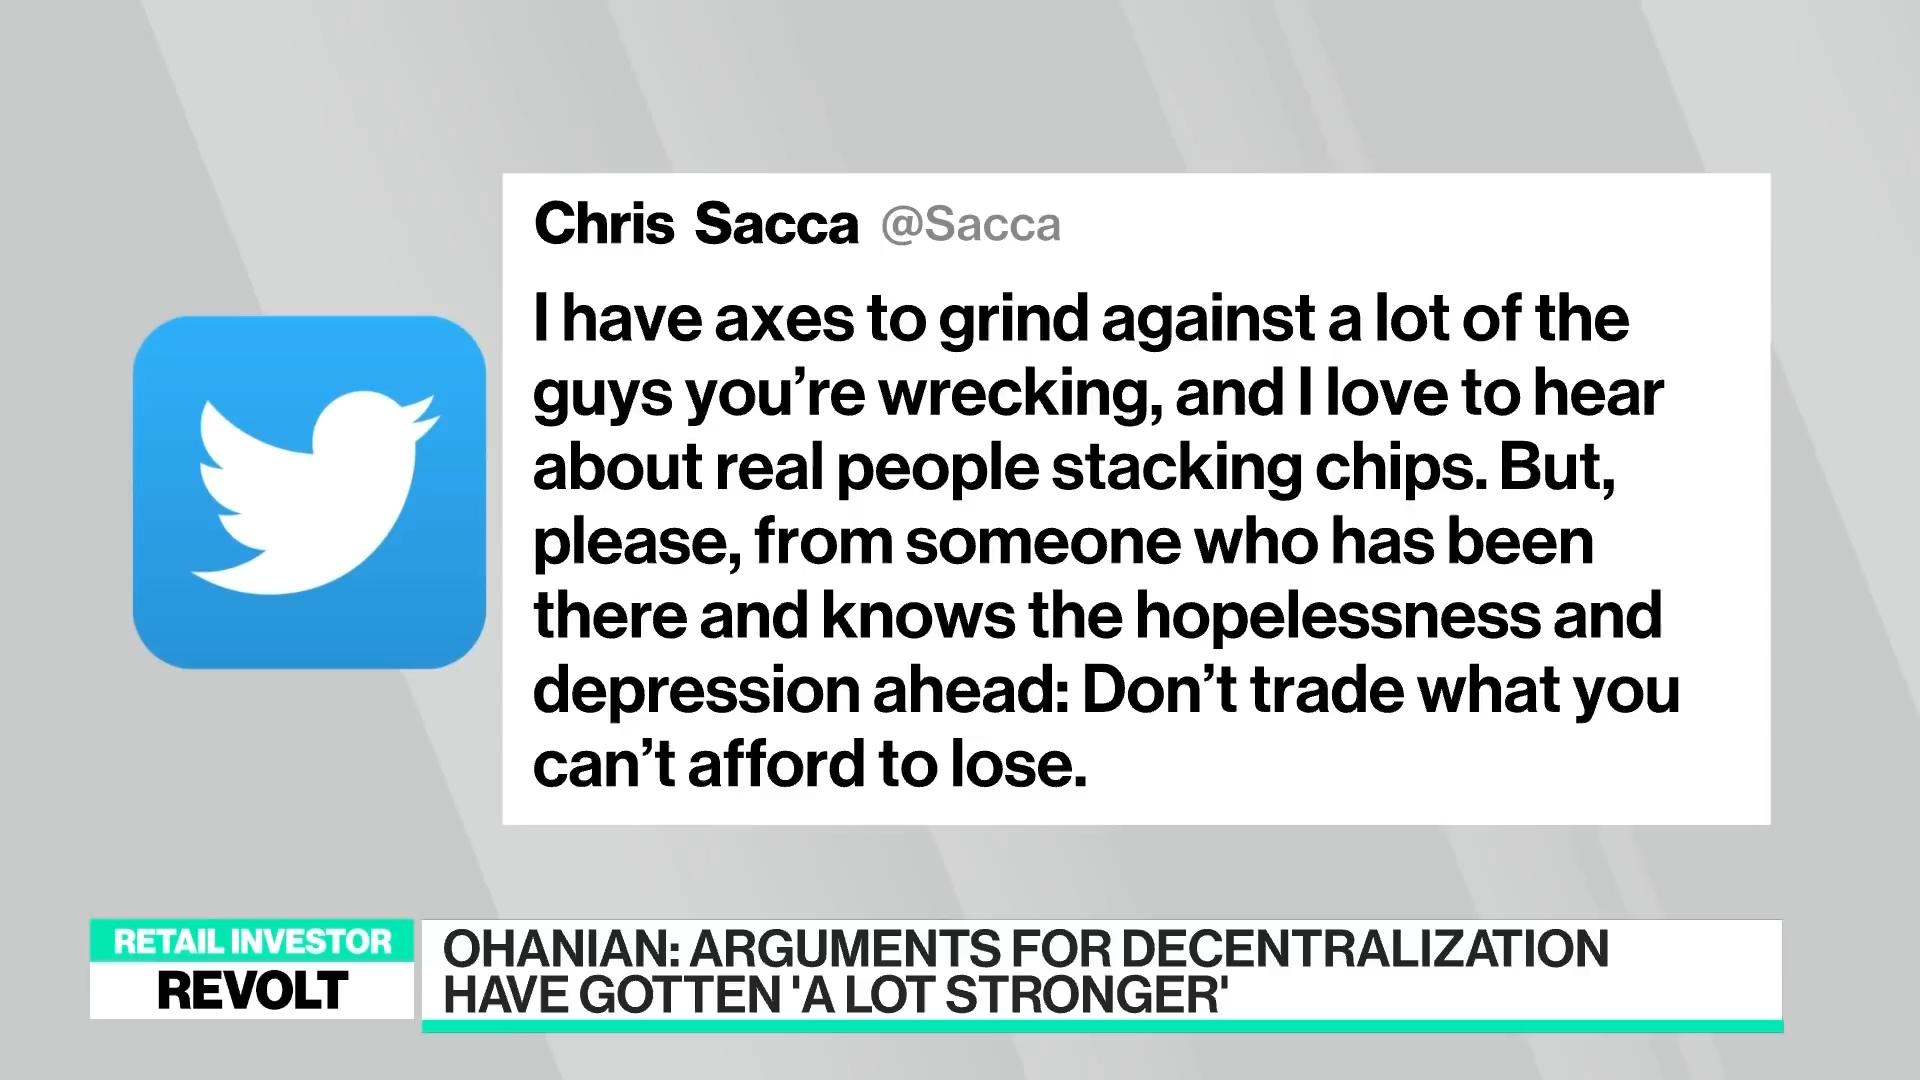 Chris Sacca @Sacca
I have axes to grind against a lot of the
guys you’re wrecking, and I love to hear
about real people stacking chips. But,
please, from someone who has been
there and knows the hopelessness and
depression ahead: Don’t trade what you
can’t afford to lose.
RETAIL INVESTOR
REVOLT
OHANIAN: ARGUMENTS FOR DECENTRALIZATION
HAVE GOTTEN 'A LOT STRONGER'